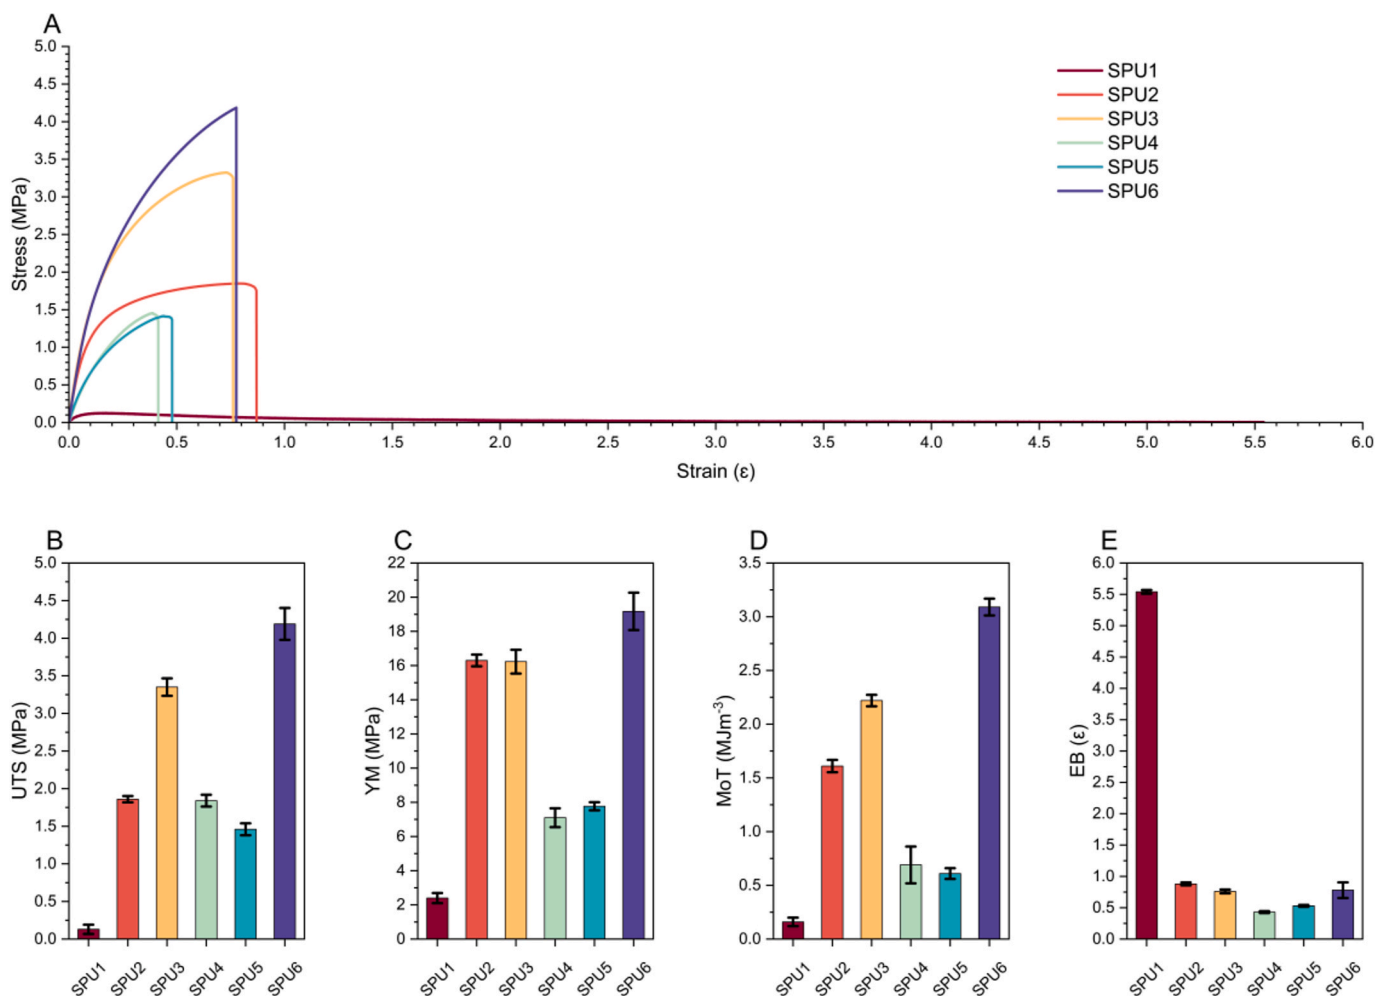 A
5.0
4.5
4.0
3.5
3.0
2.5
2.0
1.5
1.0
0.5
0.0
Stress (MPa)
0.0 0.5 1.0 1.5 2.0 2.5 3.0 3.5 4.0 4.5 5.0 5.5 6.0
Strain (ε)
SPU1
SPU2
SPU3
SPU4
SPU5
SPU6
B
5.0
4.5
4.0
3.5
3.0
2.5
2.0
1.5
1.0
0.5
0.0
UTS (MPa)
SPU1 SPU2 SPU3 SPU4 SPU5 SPU6
C
22
20
18
16
14
12
10
8
6
4
2
0
YM (MPa)
SPU1 SPU2 SPU3 SPU4 SPU5 SPU6
D
3.5
3.0
2.5
2.0
1.5
1.0
0.5
0.0
MoT (MJm⁻³)
SPU1 SPU2 SPU3 SPU4 SPU5 SPU6
E
6.0
5.5
5.0
4.5
4.0
3.5
3.0
2.5
2.0
1.5
1.0
0.5
0.0
EB (ε)
SPU1 SPU2 SPU3 SPU4 SPU5 SPU6